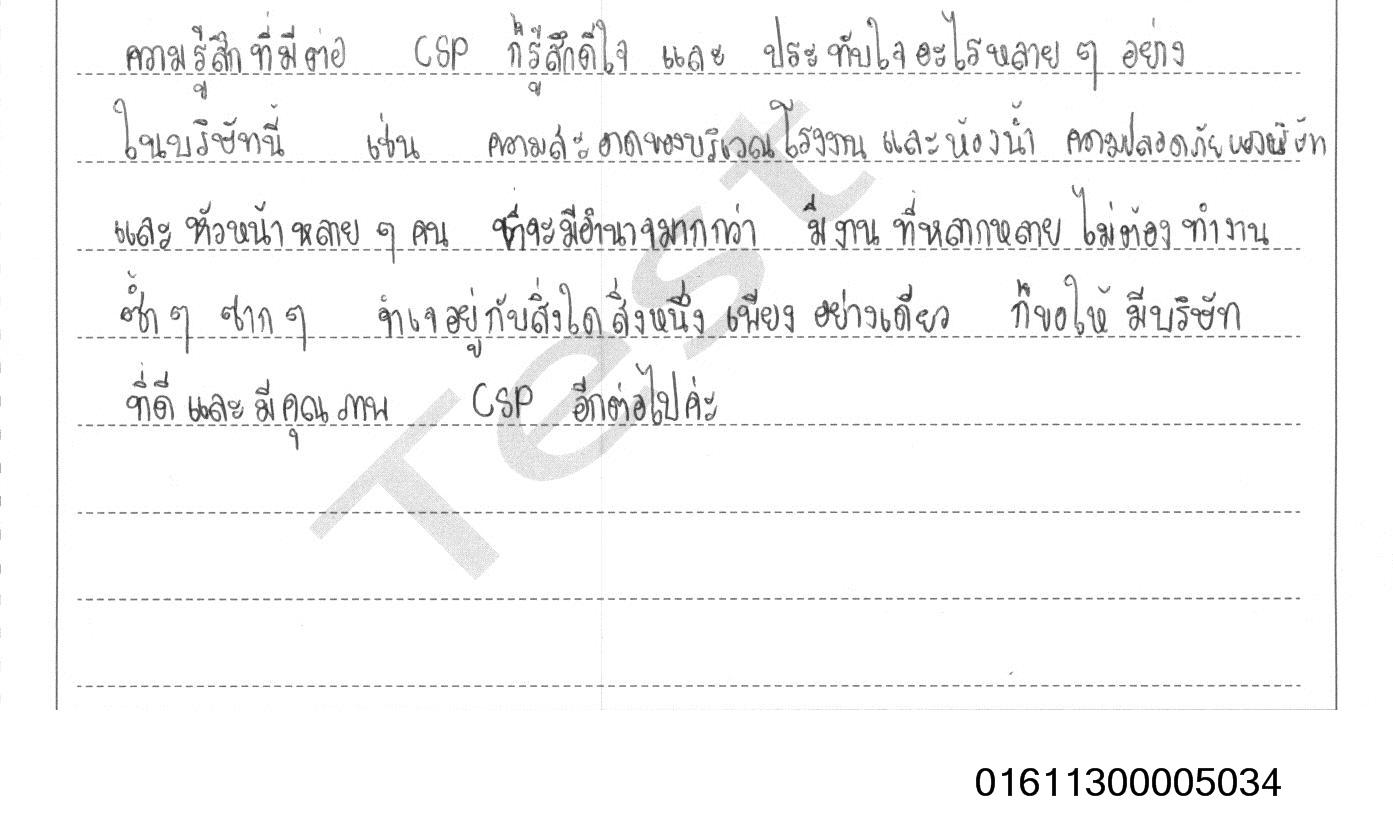 ความรู้สึกที่มีต่อ CSP ก็รู้สึกดีใจ และ ประทับใจอะไรหลาย ๆ อย่าง
ในบริษัทนี้ เช่น ความสะอาดของบริเวณโรงงาน และห้องน้ำ ความปลอดภัยของบริษัท
และ หัวหน้าหลาย ๆ คน ที่จะมีอำนาจมากกว่า มีงาน ที่หลากหลาย ไม่ต้อง ทำงาน
ซ้ำ ๆ ซาก ๆ จำเจอยู่กับสิ่งใดสิ่งหนึ่ง เพียง อย่างเดียว ก็ขอให้ มีบริษัท
ที่ดี และ มีคุณภาพ CSP อีกต่อไปค่ะ
Test
01611300005034